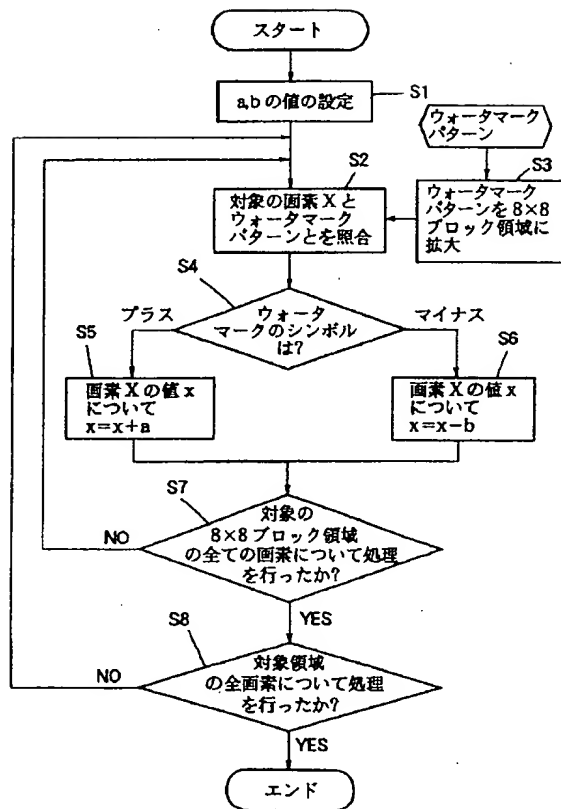 スタート
S1
a,bの値の設定
ウォータマーク
パターン
S2
S3
対象の画素Xと
ウォータマーク
パターンとを照合
ウォータマーク
パターンを8×8
ブロック領域に
拡大
S4
ウォータ
マークのシンボル
は?
プラス
マイナス
S5
画素Xの値x
について
x=x+a
S6
画素Xの値x
について
x=x−b
S7
対象の
8×8ブロック領域
の全ての画素について処理
を行ったか?
NO
YES
S8
対象領域
の全画素について処理
を行ったか?
NO
YES
エンド